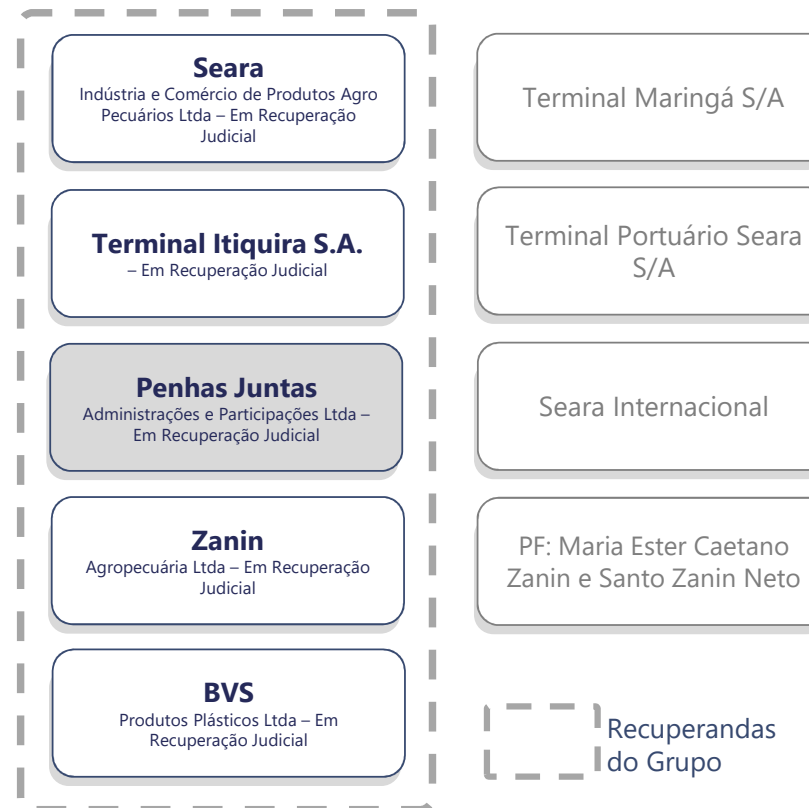 Seara
Indústria e Comércio de Produtos Agro
Pecuários Ltda – Em Recuperação
Judicial
Terminal Itiquira S.A.
– Em Recuperação Judicial
Penhas Juntas
Administrações e Participações Ltda –
Em Recuperação Judicial
Zanin
Agropecuária Ltda – Em Recuperação
Judicial
BVS
Produtos Plásticos Ltda – Em
Recuperação Judicial
Terminal Maringá S/A
Terminal Portuário Seara
S/A
Seara Internacional
PF: Maria Ester Caetano
Zanin e Santo Zanin Neto
Recuperandas
do Grupo